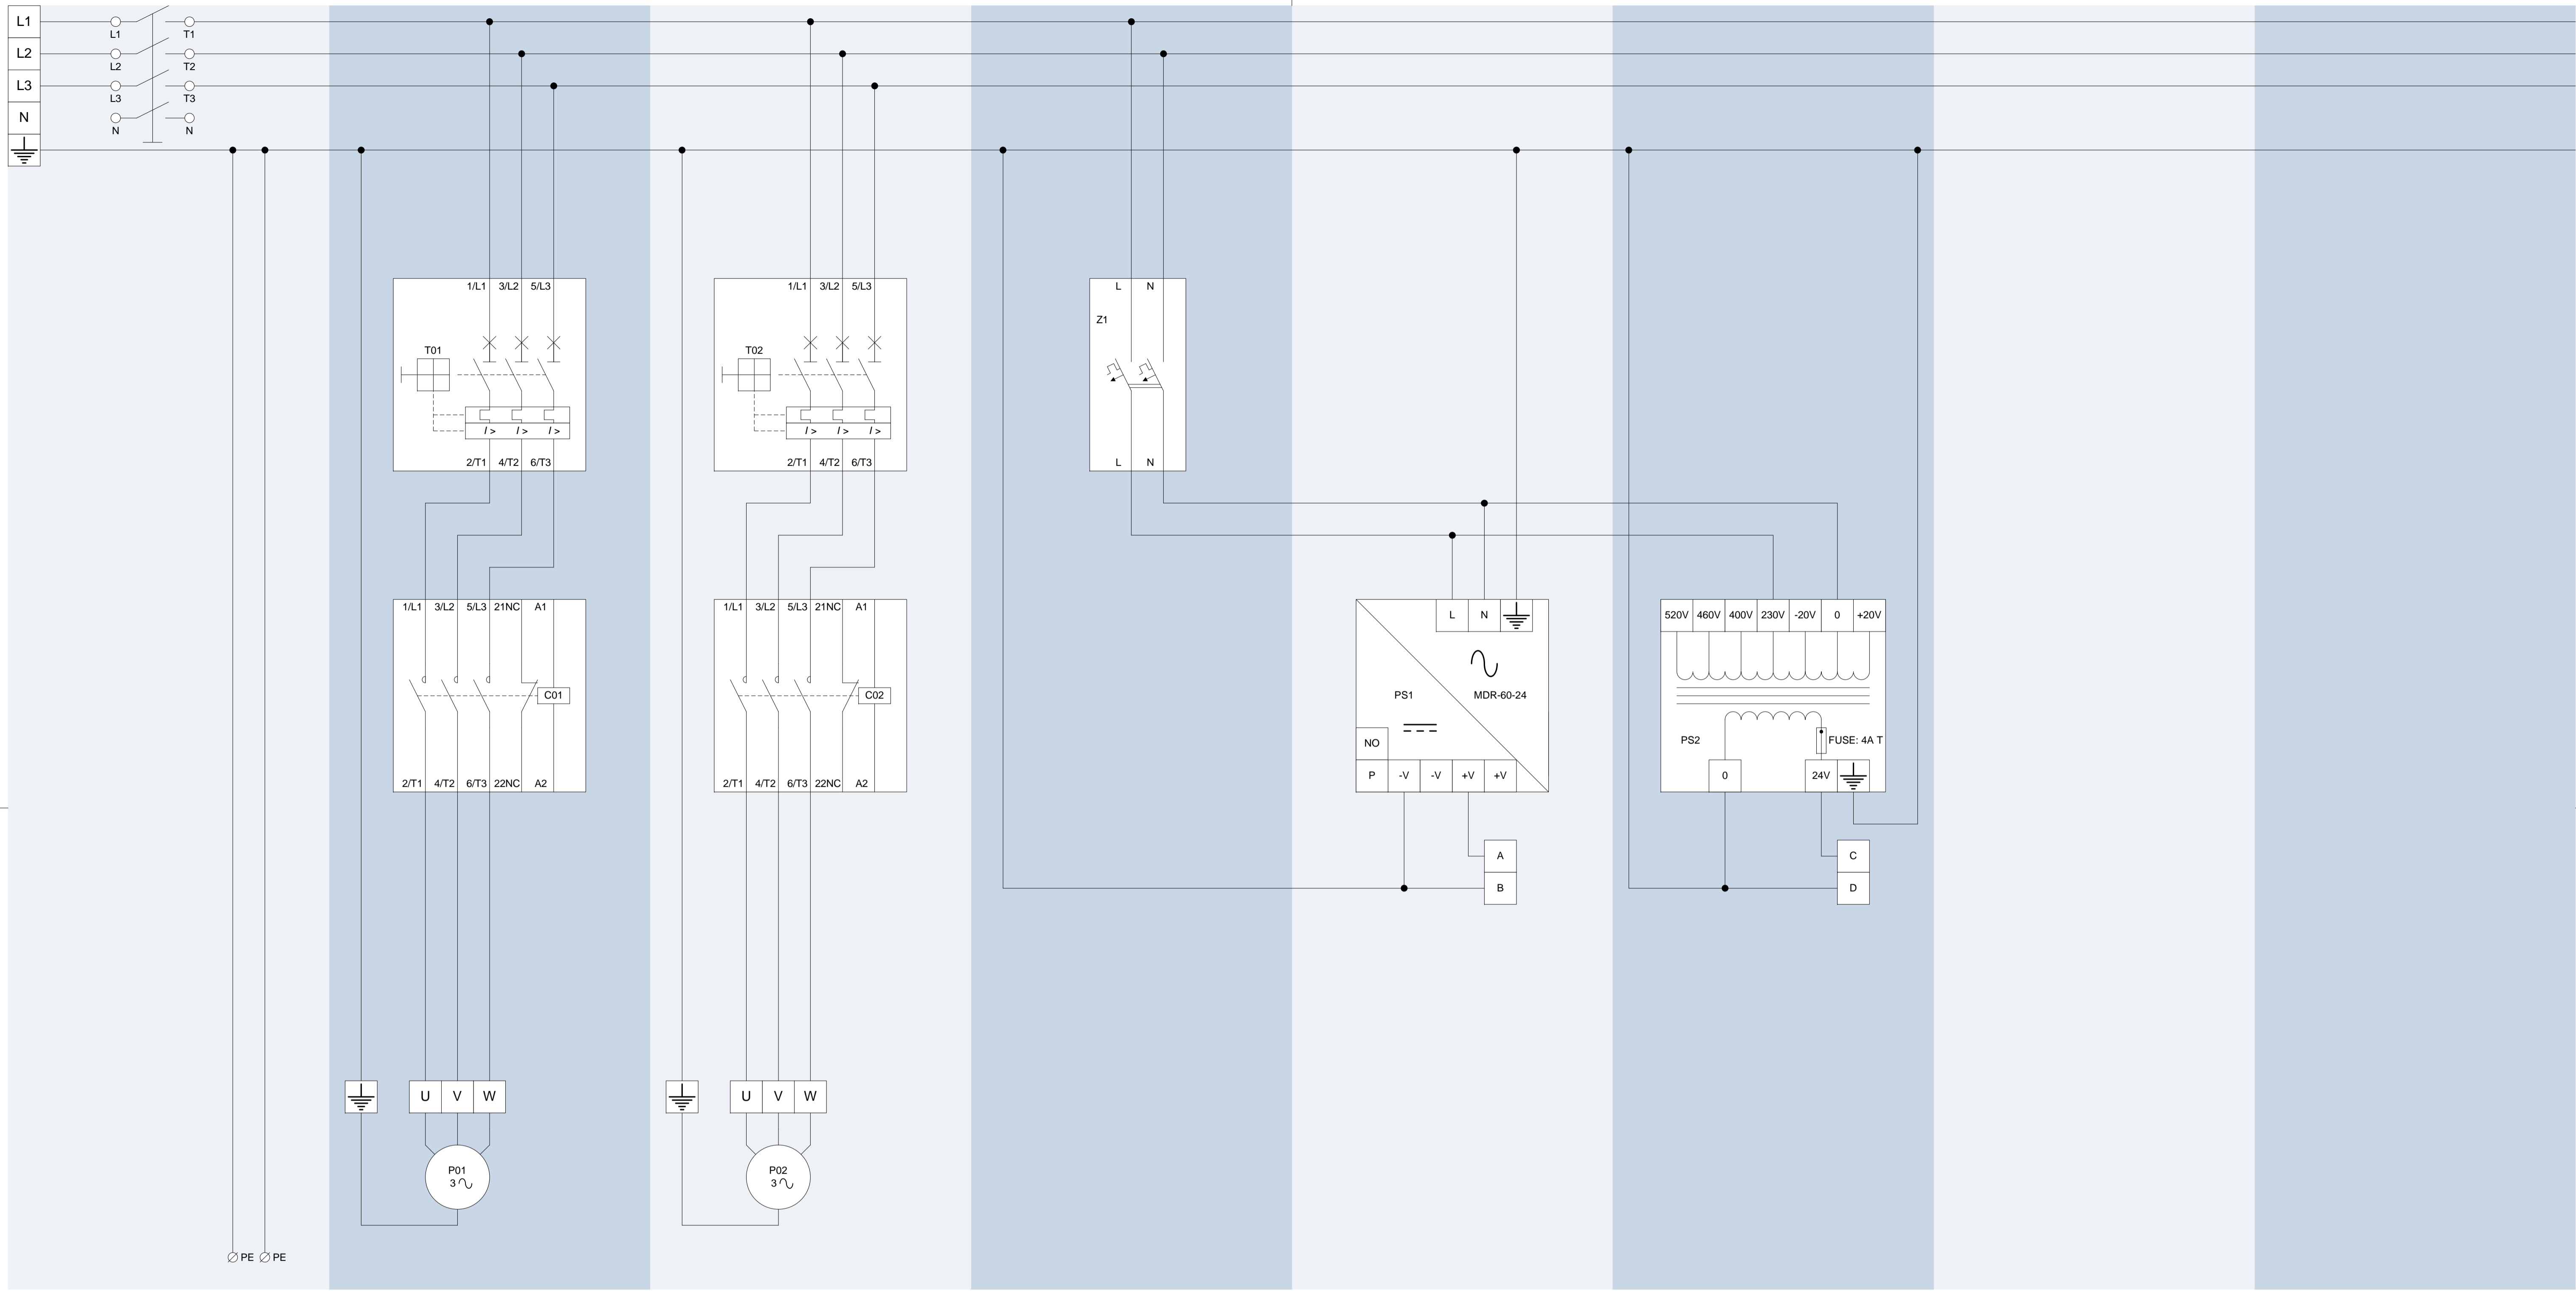 L1
L1 T1
L2
L2 T2
L3
L3 T3
N
N N
1/L1 3/L2 5/L3
T01
I > I > I >
2/T1 4/T2 6/T3
1/L1 3/L2 5/L3
T02
I > I > I >
2/T1 4/T2 6/T3
L N
Z1
L N
1/L1 3/L2 5/L3 21NC A1
C01
2/T1 4/T2 6/T3 22NC A2
1/L1 3/L2 5/L3 21NC A1
C02
2/T1 4/T2 6/T3 22NC A2
L N
PS1 MDR-60-24
NO
P -V -V +V +V
A
B
520V 460V 400V 230V -20V 0 +20V
PS2 FUSE: 4A T
0 24V
C
D
U V W
P01
3
U V W
P02
3
PE PE